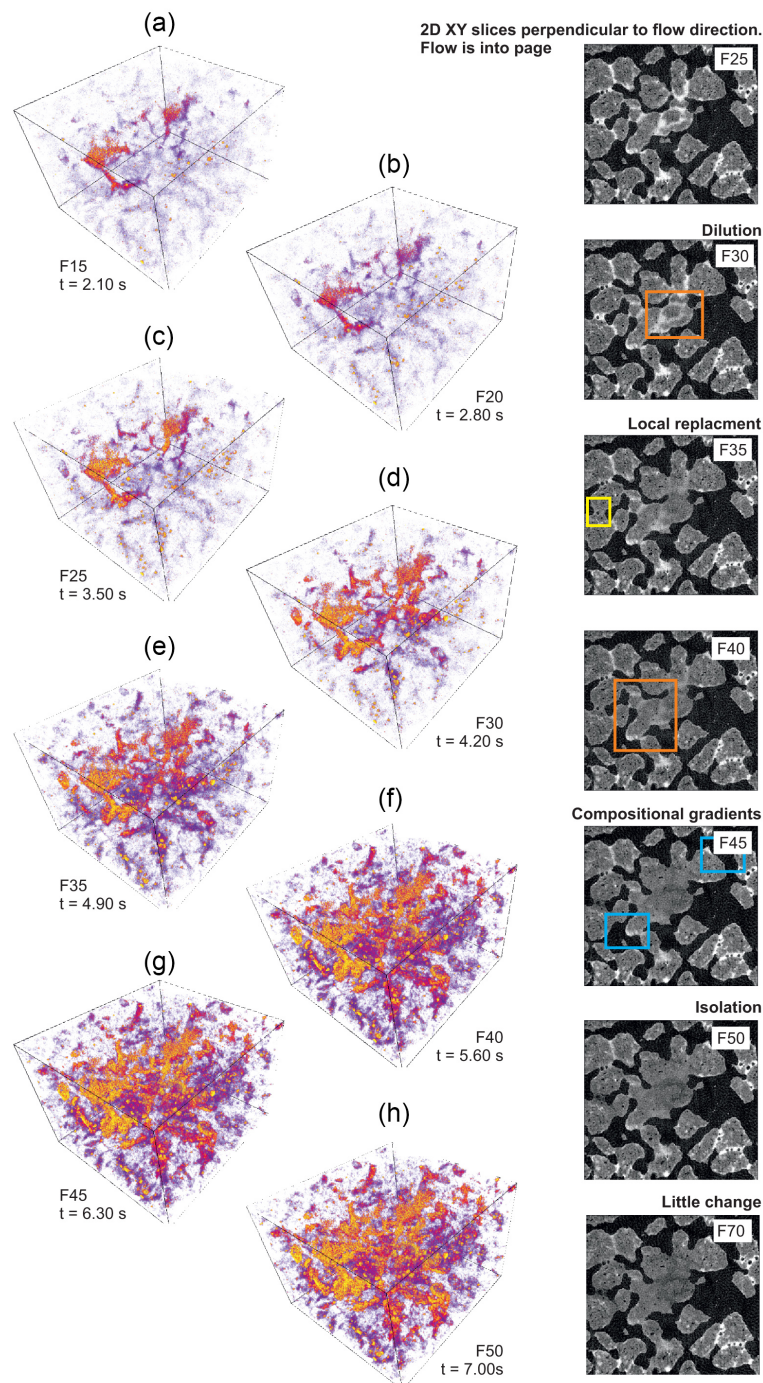 (a)
F15
t = 2.10 s
(b)
F20
t = 2.80 s
(c)
F25
t = 3.50 s
(d)
F30
t = 4.20 s
(e)
F35
t = 4.90 s
(f)
F40
t = 5.60 s
(g)
F45
t = 6.30 s
(h)
F50
t = 7.00s
2D XY slices perpendicular to flow direction.
Flow is into page
F25
Dilution
F30
Local replacment
F35
F40
Compositional gradients
F45
Isolation
F50
Little change
F70